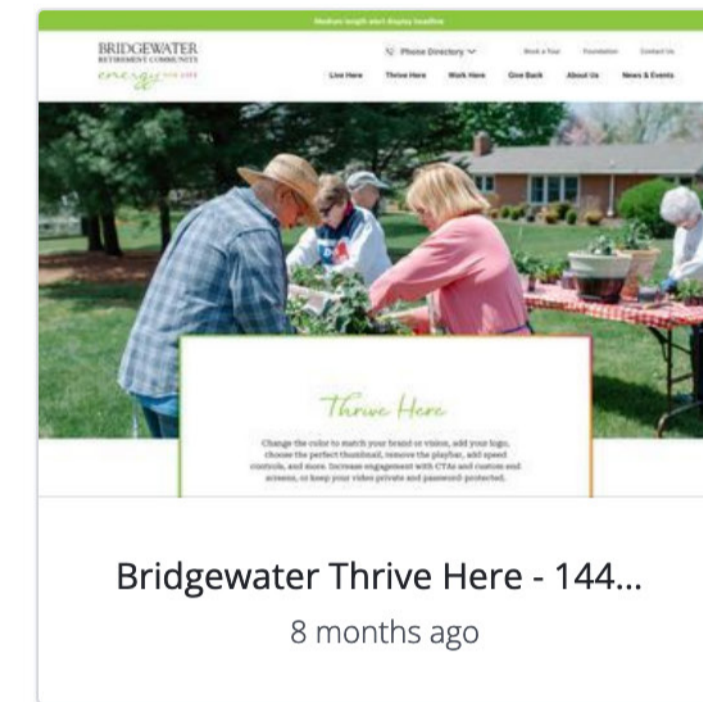 Medium length alert display headline
BRIDGEWATER
RETIREMENT COMMUNITY
energy FOR LIFE
Phone Directory
Book a Tour Foundation Contact Us
Live Here Thrive Here Work Here Give Back About Us News & Events
Thrive Here
Change the color to match your brand or vision, add your logo,
choose the perfect thumbnail, remove the playbar, add speed
controls, and more. Increase engagement with CTAs and custom end
screens, or keep your video private and password-protected.
Bridgewater Thrive Here - 144...
8 months ago